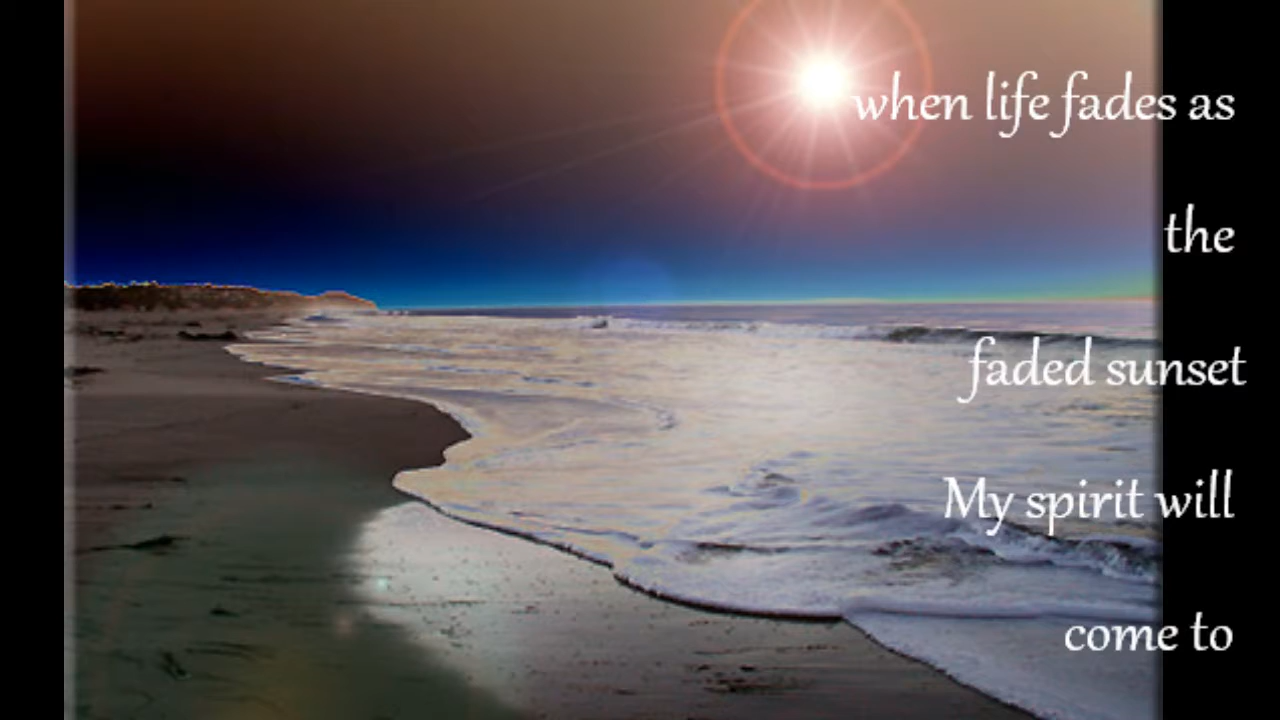 when life fades as
the
faded sunset
My spirit will
come to